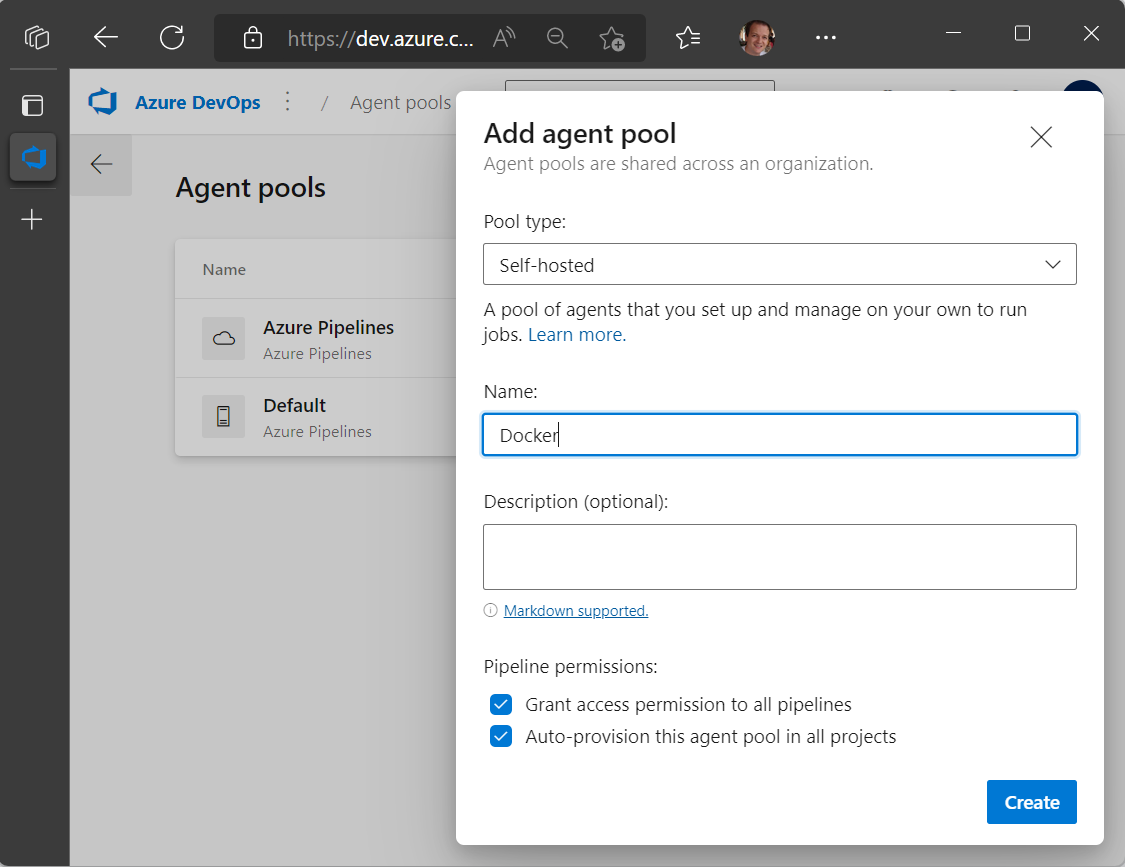 https://dev.azure.c...
Azure DevOps / Agent pools
Agent pools
Name
Azure Pipelines
Azure Pipelines
Default
Azure Pipelines
Add agent pool
Agent pools are shared across an organization.
Pool type:
Self-hosted
A pool of agents that you set up and manage on your own to run
jobs. Learn more.
Name:
Docker
Description (optional):
Markdown supported.
Pipeline permissions:
Grant access permission to all pipelines
Auto-provision this agent pool in all projects
Create